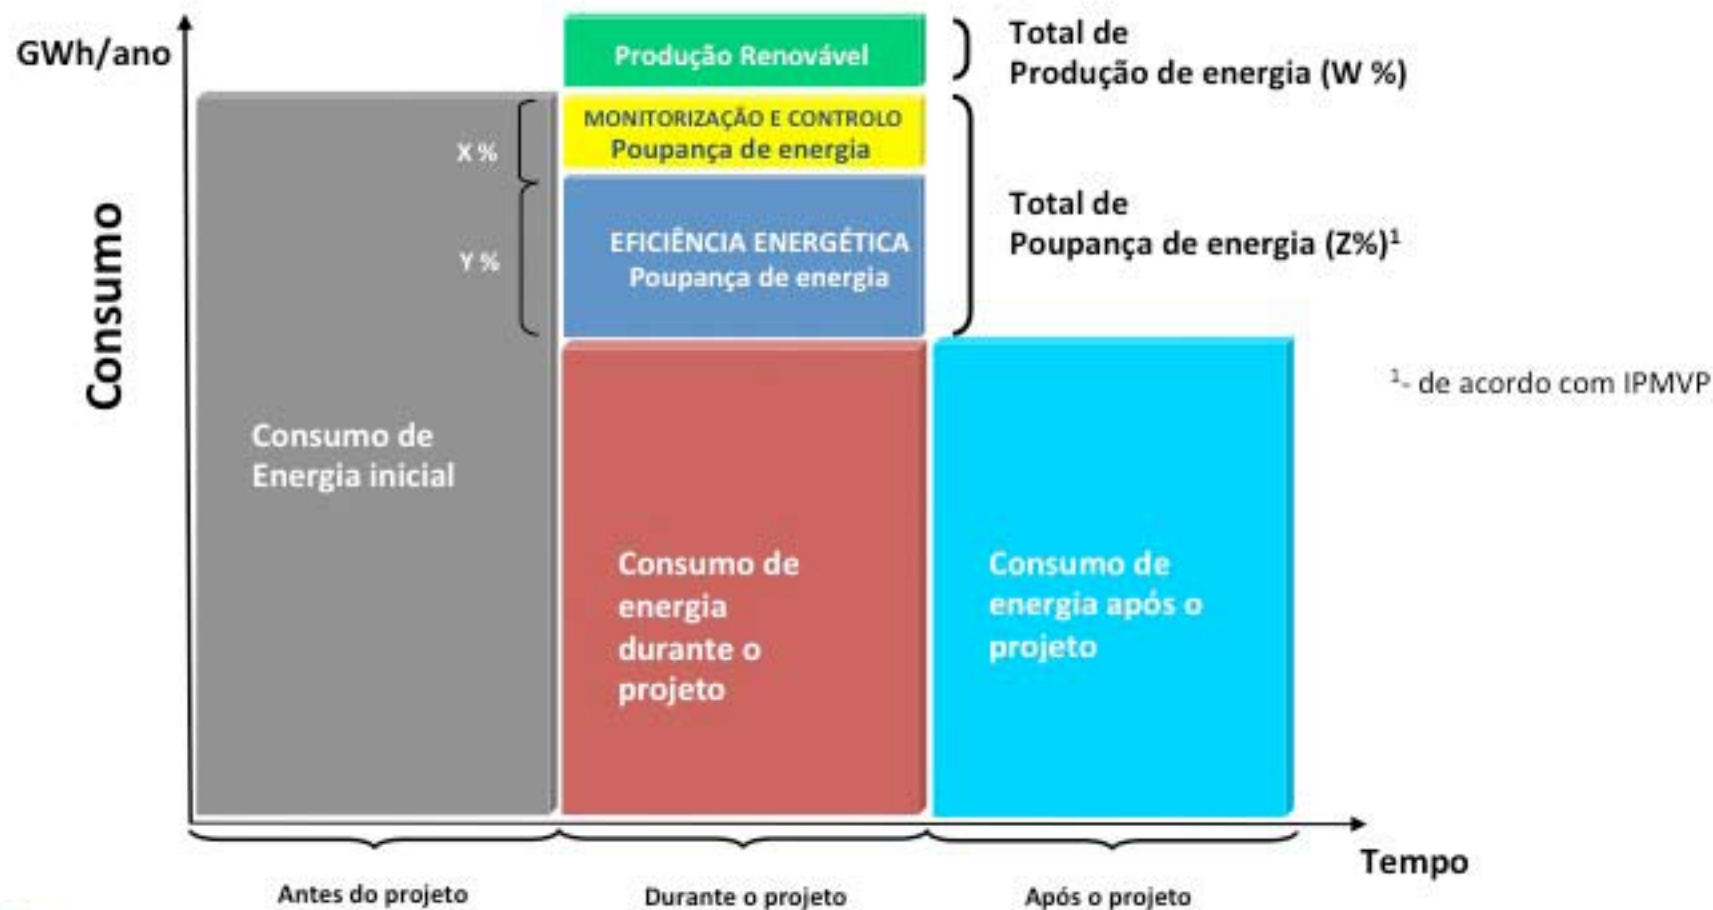 GWh/ano
Consumo
Produção Renovável
Total de
Produção de energia (W %)
MONITORIZAÇÃO E CONTROLO
Poupança de energia
X %
EFICIÊNCIA ENERGÉTICA
Poupança de energia
Y %
Total de
Poupança de energia (Z%)¹
¹- de acordo com IPMVP
Consumo de
Energia inicial
Consumo de
energia
durante o
projeto
Consumo de
energia após o
projeto
Tempo
Antes do projeto
Durante o projeto
Após o projeto